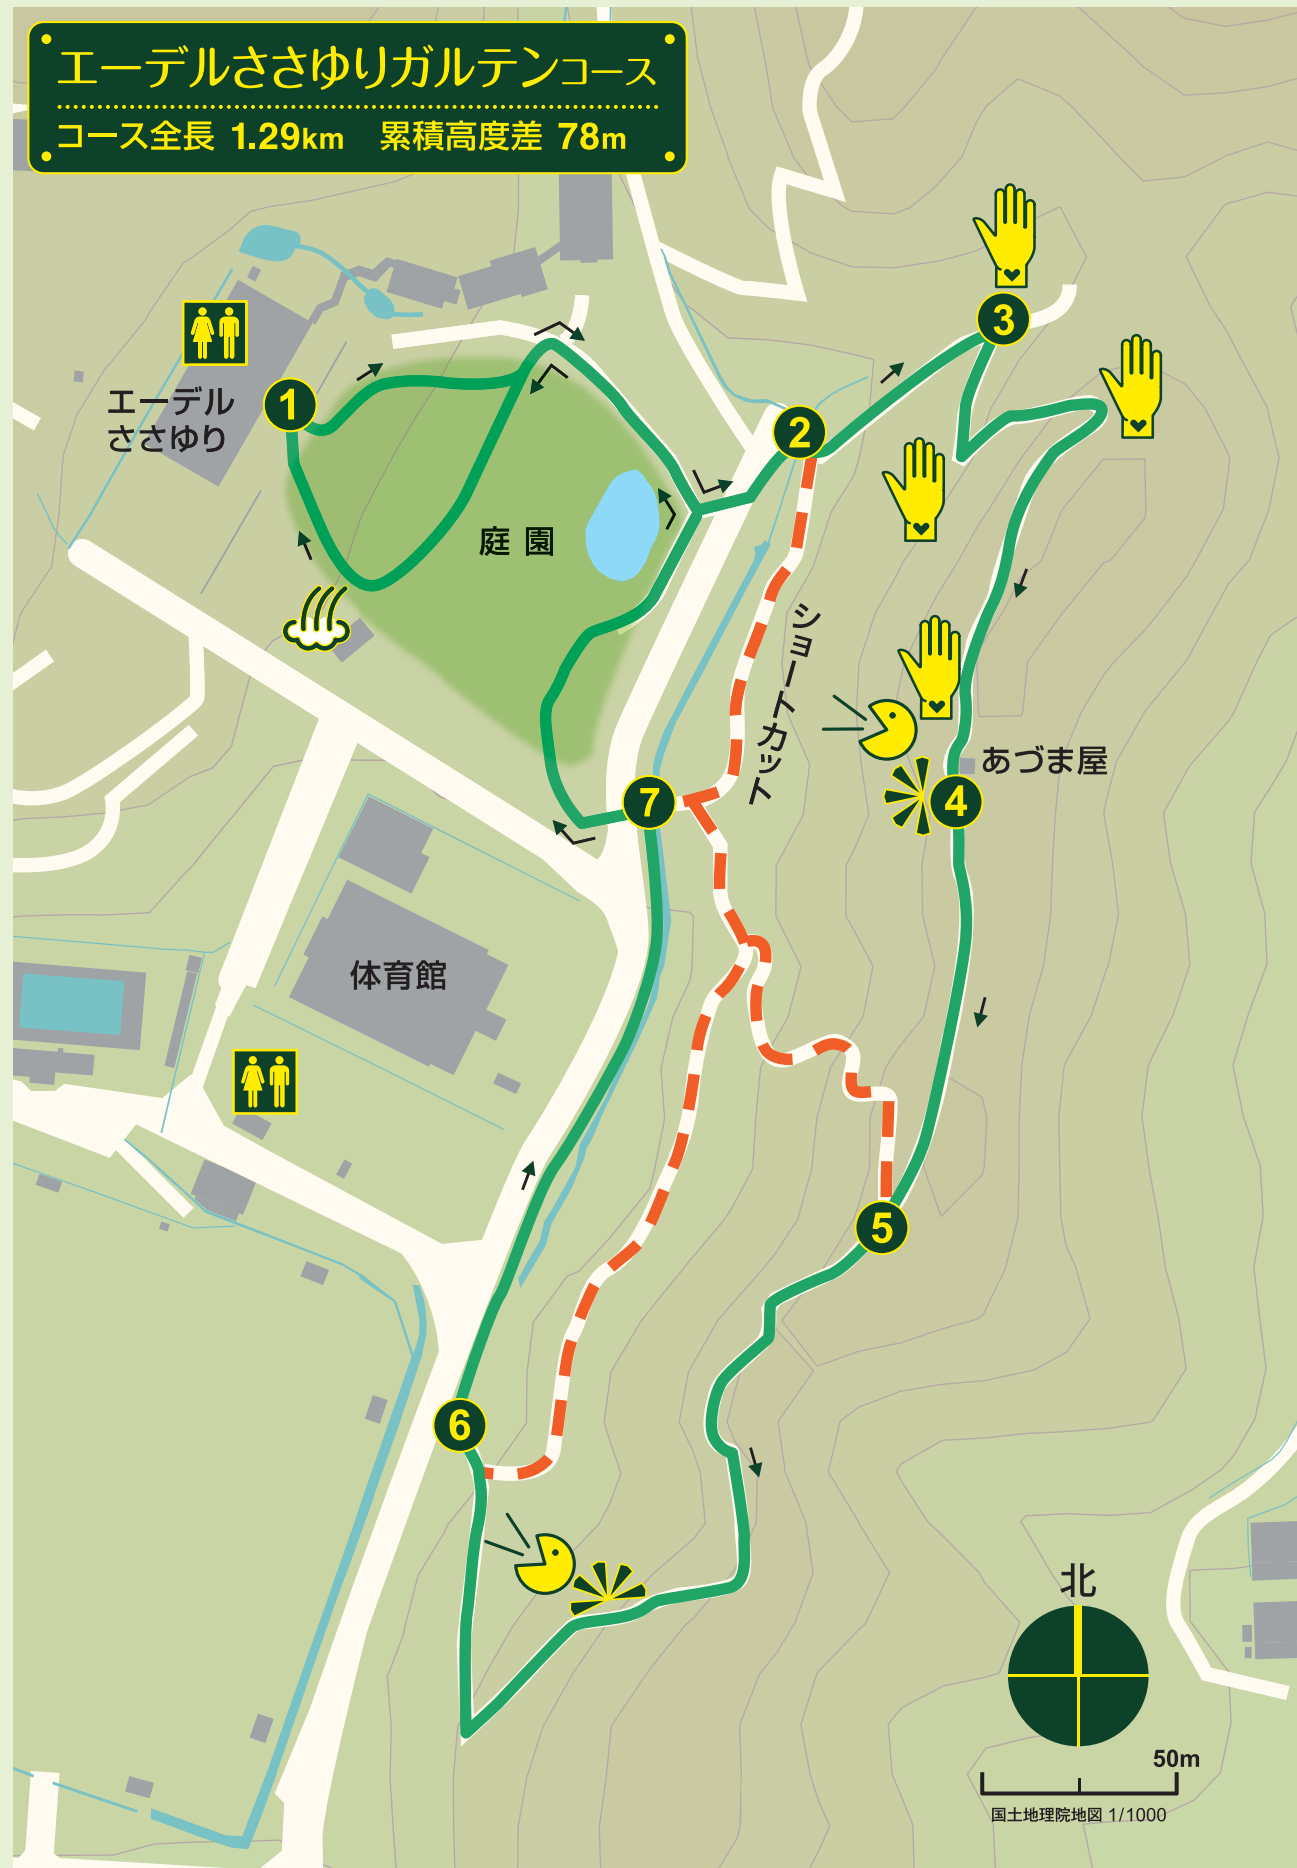 エーデルささゆりガルテンコース
コース全長 1.29km 累積高度差 78m
3
1
エーデル
ささゆり
2
庭園
ショートカット
あづま屋
7
4
体育館
5
6
北
50m
国土地理院地図 1/1000